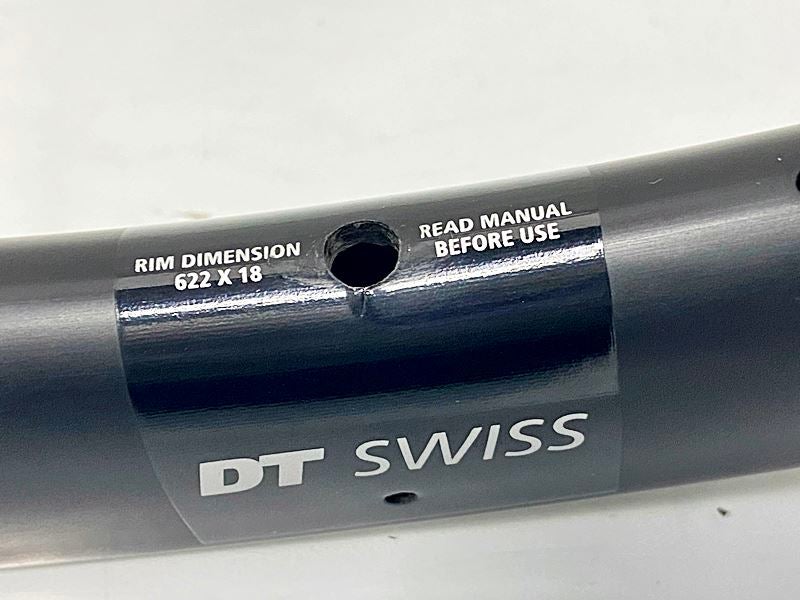 RIM DIMENSION
622 X 18
READ MANUAL
BEFORE USE
DT SWISS